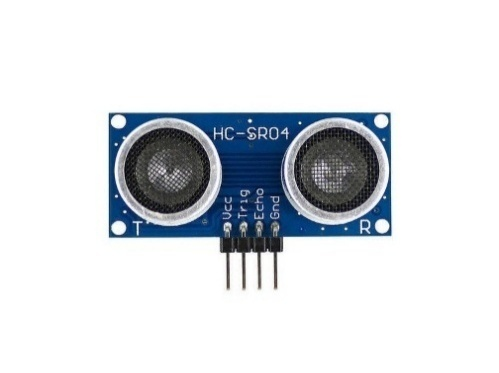 HC-SR04
Vcc
Trig
Echo
Gnd
T
R